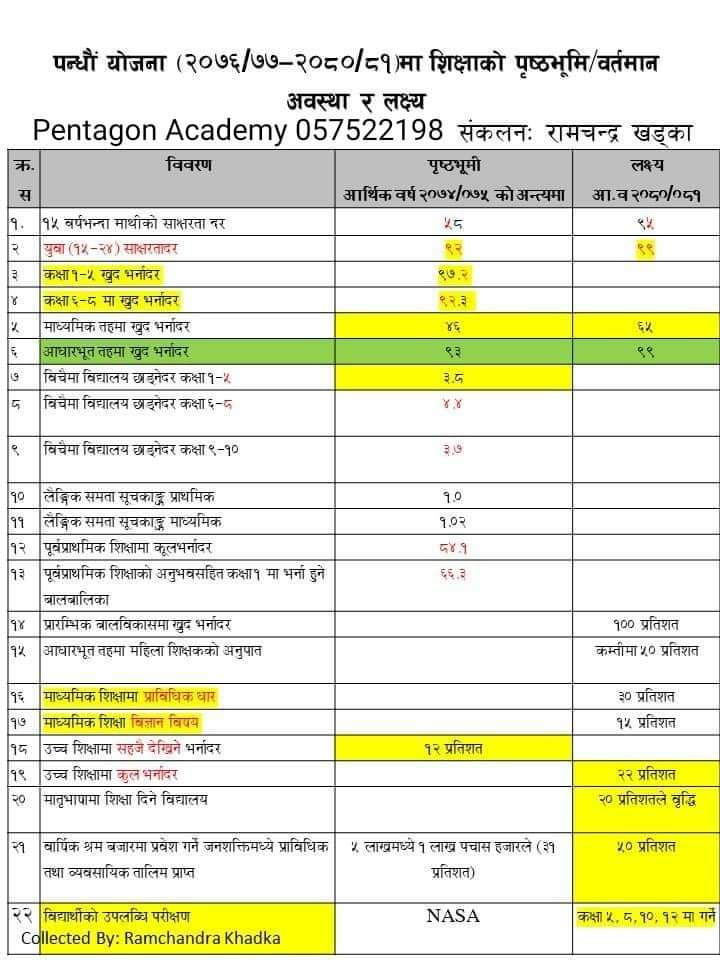 पन्ध्रौं योजना (२०७६/७७–२०८०/८१)मा शिक्षाको पृष्ठभूमि/वर्तमान
अवस्था र लक्ष्य
Pentagon Academy 057522198 संकलनः रामचन्द्र खड्का
क्र.स विवरण पृष्ठभूमी आर्थिक वर्ष २०७४/०७५ को अन्त्यमा लक्ष्य आ.व २०८०/०८१
१. १५ वर्षभन्दा माथीको साक्षरता दर ५८ ९५
२ युवा (१५-२४) साक्षरतादर ९२ ९९
३ कक्षा १-५ खुद भर्नादर ९७.२
४ कक्षा ६-८ मा खुद भर्नादर ९२.३
५ माध्यमिक तहमा खुद भर्नादर ४६ ६५
६ आधारभूत तहमा खुद भर्नादर ९३ ९९
७ बिचैमा विद्यालय छाड्नेदर कक्षा १-५ ३.८
८ बिचैमा विद्यालय छाड्नेदर कक्षा ६-८ ४.४
९ बिचैमा विद्यालय छाड्नेदर कक्षा ९-१० ३.७
१० लैङ्गिक समता सूचकाङ्क प्राथमिक १.०
११ लैङ्गिक समता सूचकाङ्क माध्यमिक १.०२
१२ पूर्वप्राथमिक शिक्षामा कूलभर्नादर ८४.१
१३ पूर्वप्राथमिक शिक्षाको अनुभवसहित कक्षा १ मा भर्ना हुने ६६.३
बालबालिका
१४ प्रारम्भिक बालविकासमा खुद भर्नादर १०० प्रतिशत
१५ आधारभूत तहमा महिला शिक्षकको अनुपात कम्तीमा ५० प्रतिशत
१६ माध्यमिक शिक्षामा प्राविधिक धार ३० प्रतिशत
१७ माध्यमिक शिक्षा विज्ञान विषय १५ प्रतिशत
१८ उच्च शिक्षामा सहजै देखिने भर्नादर १२ प्रतिशत
१९ उच्च शिक्षामा कुल भर्नादर २२ प्रतिशत
२० मातृभाषामा शिक्षा दिने विद्यालय २० प्रतिशतले वृद्धि
२१ वार्षिक श्रम बजारमा प्रवेश गर्ने जनशक्तिमध्ये प्राविधिक ५ लाखमध्ये १ लाख पचास हजारले (३१ ५० प्रतिशत
तथा व्यवसायिक तालिम प्राप्त प्रतिशत)
२२ विद्यार्थीको उपलब्धि परीक्षण NASA कक्षा ५, ८,१०, १२ मा गर्ने
Collected By: Ramchandra Khadka